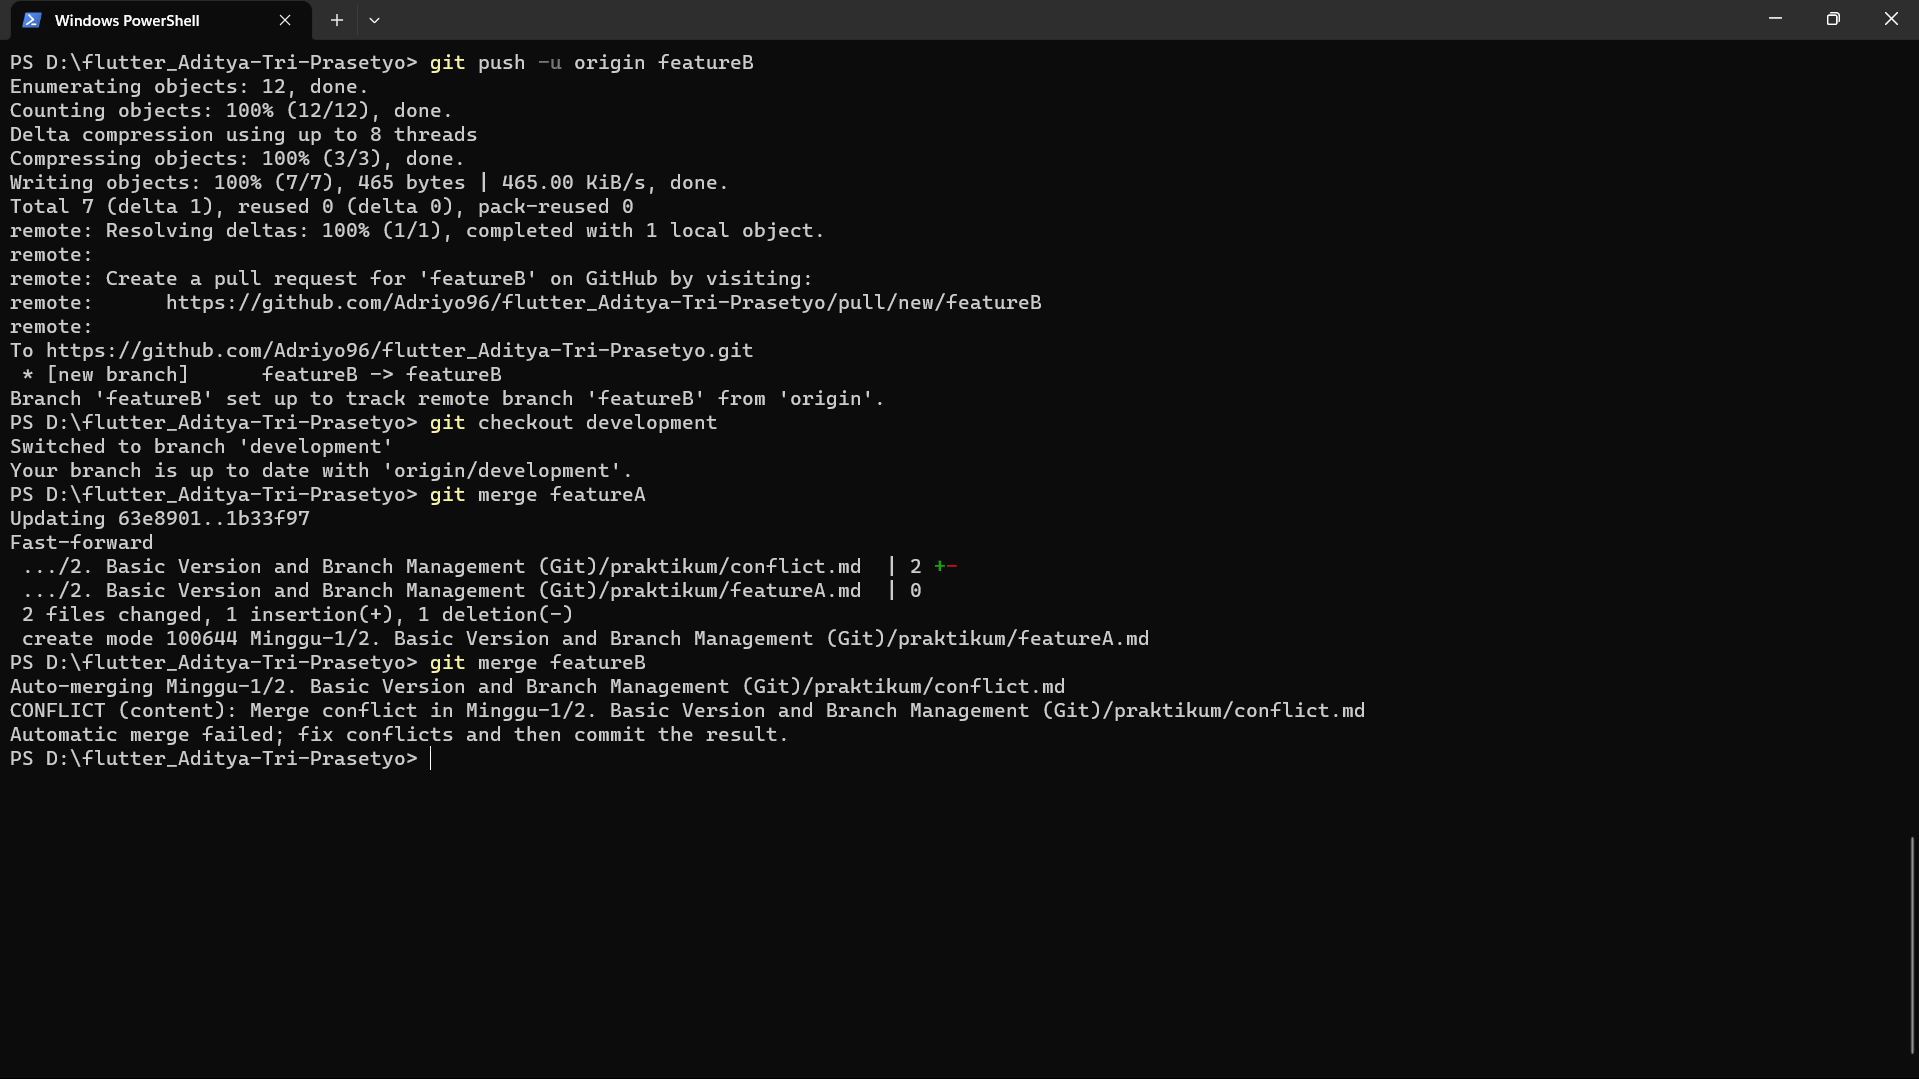 Windows PowerShell
PS D:\flutter_Aditya-Tri-Prasetyo> git push -u origin featureB
Enumerating objects: 12, done.
Counting objects: 100% (12/12), done.
Delta compression using up to 8 threads
Compressing objects: 100% (3/3), done.
Writing objects: 100% (7/7), 465 bytes | 465.00 KiB/s, done.
Total 7 (delta 1), reused 0 (delta 0), pack-reused 0
remote: Resolving deltas: 100% (1/1), completed with 1 local object.
remote:
remote: Create a pull request for 'featureB' on GitHub by visiting:
remote:      https://github.com/Adriyo96/flutter_Aditya-Tri-Prasetyo/pull/new/featureB
remote:
To https://github.com/Adriyo96/flutter_Aditya-Tri-Prasetyo.git
 * [new branch]      featureB -> featureB
Branch 'featureB' set up to track remote branch 'featureB' from 'origin'.
PS D:\flutter_Aditya-Tri-Prasetyo> git checkout development
Switched to branch 'development'
Your branch is up to date with 'origin/development'.
PS D:\flutter_Aditya-Tri-Prasetyo> git merge featureA
Updating 63e8901..1b33f97
Fast-forward
 .../2. Basic Version and Branch Management (Git)/praktikum/conflict.md  | 2 +-
 .../2. Basic Version and Branch Management (Git)/praktikum/featureA.md  | 0
 2 files changed, 1 insertion(+), 1 deletion(-)
 create mode 100644 Minggu-1/2. Basic Version and Branch Management (Git)/praktikum/featureA.md
PS D:\flutter_Aditya-Tri-Prasetyo> git merge featureB
Auto-merging Minggu-1/2. Basic Version and Branch Management (Git)/praktikum/conflict.md
CONFLICT (content): Merge conflict in Minggu-1/2. Basic Version and Branch Management (Git)/praktikum/conflict.md
Automatic merge failed; fix conflicts and then commit the result.
PS D:\flutter_Aditya-Tri-Prasetyo>